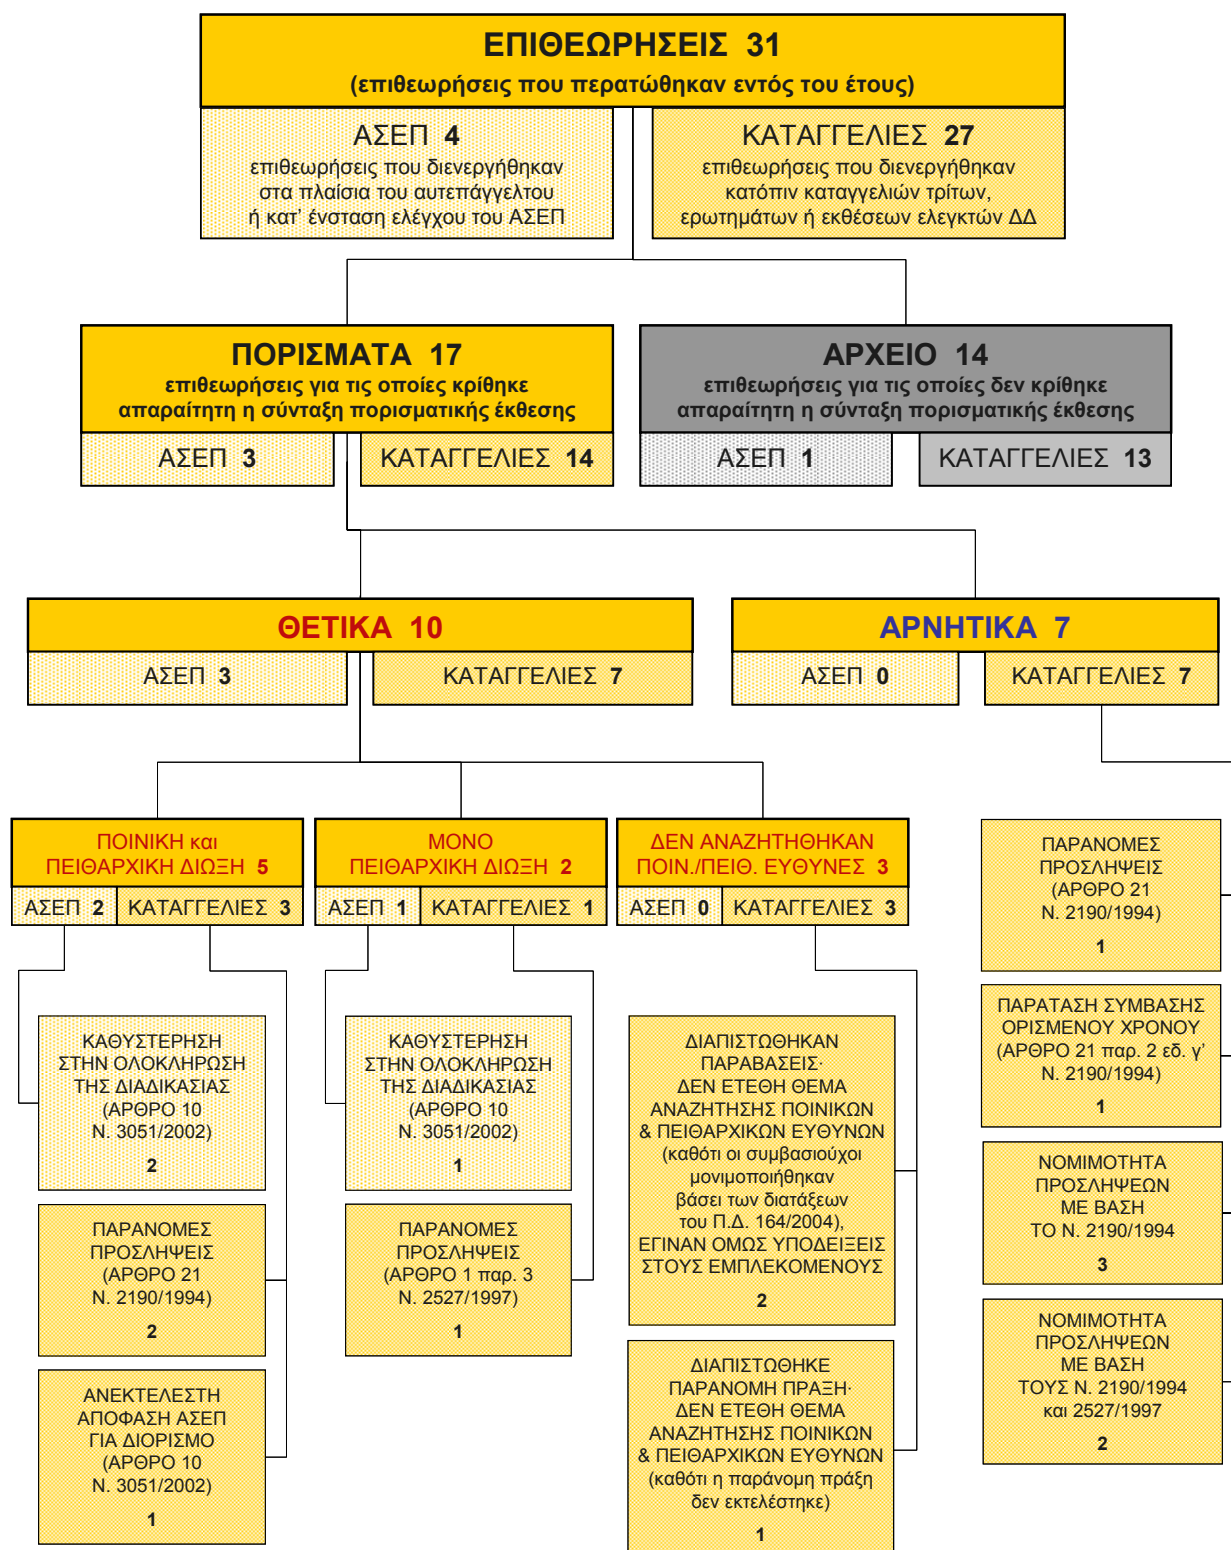 ΕΠΙΘΕΩΡΗΣΕΙΣ 31
(επιθεωρήσεις που περατώθηκαν εντός του έτους)
ΑΣΕΠ 4
επιθεωρήσεις που διενεργήθηκαν
στα πλαίσια του αυτεπάγγελτου
ή κατ’ ένσταση ελέγχου του ΑΣΕΠ
ΚΑΤΑΓΓΕΛΙΕΣ 27
επιθεωρήσεις που διενεργήθηκαν
κατόπιν καταγγελιών τρίτων,
ερωτημάτων ή εκθέσεων ελεγκτών ΔΔ
ΠΟΡΙΣΜΑΤΑ 17
επιθεωρήσεις για τις οποίες κρίθηκε
απαραίτητη η σύνταξη πορισματικής έκθεσης
ΑΣΕΠ 3
ΚΑΤΑΓΓΕΛΙΕΣ 14
ΑΡΧΕΙΟ 14
επιθεωρήσεις για τις οποίες δεν κρίθηκε
απαραίτητη η σύνταξη πορισματικής έκθεσης
ΑΣΕΠ 1
ΚΑΤΑΓΓΕΛΙΕΣ 13
ΘΕΤΙΚΑ 10
ΑΣΕΠ 3
ΚΑΤΑΓΓΕΛΙΕΣ 7
ΑΡΝΗΤΙΚΑ 7
ΑΣΕΠ 0
ΚΑΤΑΓΓΕΛΙΕΣ 7
ΠΟΙΝΙΚΗ και
ΠΕΙΘΑΡΧΙΚΗ ΔΙΩΞΗ 5
ΑΣΕΠ 2
ΚΑΤΑΓΓΕΛΙΕΣ 3
ΜΟΝΟ
ΠΕΙΘΑΡΧΙΚΗ ΔΙΩΞΗ 2
ΑΣΕΠ 1
ΚΑΤΑΓΓΕΛΙΕΣ 1
ΔΕΝ ΑΝΑΖΗΤΗΘΗΚΑΝ
ΠΟΙΝ./ΠΕΙΘ. ΕΥΘΥΝΕΣ 3
ΑΣΕΠ 0
ΚΑΤΑΓΓΕΛΙΕΣ 3
ΚΑΘΥΣΤΕΡΗΣΗ
ΣΤΗΝ ΟΛΟΚΛΗΡΩΣΗ
ΤΗΣ ΔΙΑΔΙΚΑΣΙΑΣ
(ΑΡΘΡΟ 10
Ν. 3051/2002)
2
ΠΑΡΑΝΟΜΕΣ
ΠΡΟΣΛΗΨΕΙΣ
(ΑΡΘΡΟ 21
Ν. 2190/1994)
2
ΑΝΕΚΤΕΛΕΣΤΗ
ΑΠΟΦΑΣΗ ΑΣΕΠ
ΓΙΑ ΔΙΟΡΙΣΜΟ
(ΑΡΘΡΟ 10
Ν. 3051/2002)
1
ΚΑΘΥΣΤΕΡΗΣΗ
ΣΤΗΝ ΟΛΟΚΛΗΡΩΣΗ
ΤΗΣ ΔΙΑΔΙΚΑΣΙΑΣ
(ΑΡΘΡΟ 10
Ν. 3051/2002)
1
ΠΑΡΑΝΟΜΕΣ
ΠΡΟΣΛΗΨΕΙΣ
(ΑΡΘΡΟ 1 παρ. 3
Ν. 2527/1997)
1
ΔΙΑΠΙΣΤΩΘΗΚΑΝ
ΠΑΡΑΒΑΣΕΙΣ·
ΔΕΝ ΕΤΕΘΗ ΘΕΜΑ
ΑΝΑΖΗΤΗΣΗΣ ΠΟΙΝΙΚΩΝ
& ΠΕΙΘΑΡΧΙΚΩΝ ΕΥΘΥΝΩΝ
(καθότι οι συμβασιούχοι
μονιμοποιήθηκαν
βάσει των διατάξεων
του Π.Δ. 164/2004),
ΕΓΙΝΑΝ ΟΜΩΣ ΥΠΟΔΕΙΞΕΙΣ
ΣΤΟΥΣ ΕΜΠΛΕΚΟΜΕΝΟΥΣ
2
ΔΙΑΠΙΣΤΩΘΗΚΕ
ΠΑΡΑΝΟΜΗ ΠΡΑΞΗ·
ΔΕΝ ΕΤΕΘΗ ΘΕΜΑ
ΑΝΑΖΗΤΗΣΗΣ ΠΟΙΝΙΚΩΝ
& ΠΕΙΘΑΡΧΙΚΩΝ ΕΥΘΥΝΩΝ
(καθότι η παράνομη πράξη
δεν εκτελέστηκε)
1
ΠΑΡΑΝΟΜΕΣ
ΠΡΟΣΛΗΨΕΙΣ
(ΑΡΘΡΟ 21
Ν. 2190/1994)
1
ΠΑΡΑΤΑΣΗ ΣΥΜΒΑΣΗΣ
ΟΡΙΣΜΕΝΟΥ ΧΡΟΝΟΥ
(ΑΡΘΡΟ 21 παρ. 2 εδ. γ’
Ν. 2190/1994)
1
ΝΟΜΙΜΟΤΗΤΑ
ΠΡΟΣΛΗΨΕΩΝ
ΜΕ ΒΑΣΗ
ΤΟ Ν. 2190/1994
3
ΝΟΜΙΜΟΤΗΤΑ
ΠΡΟΣΛΗΨΕΩΝ
ΜΕ ΒΑΣΗ
ΤΟΥΣ Ν. 2190/1994
και 2527/1997
2